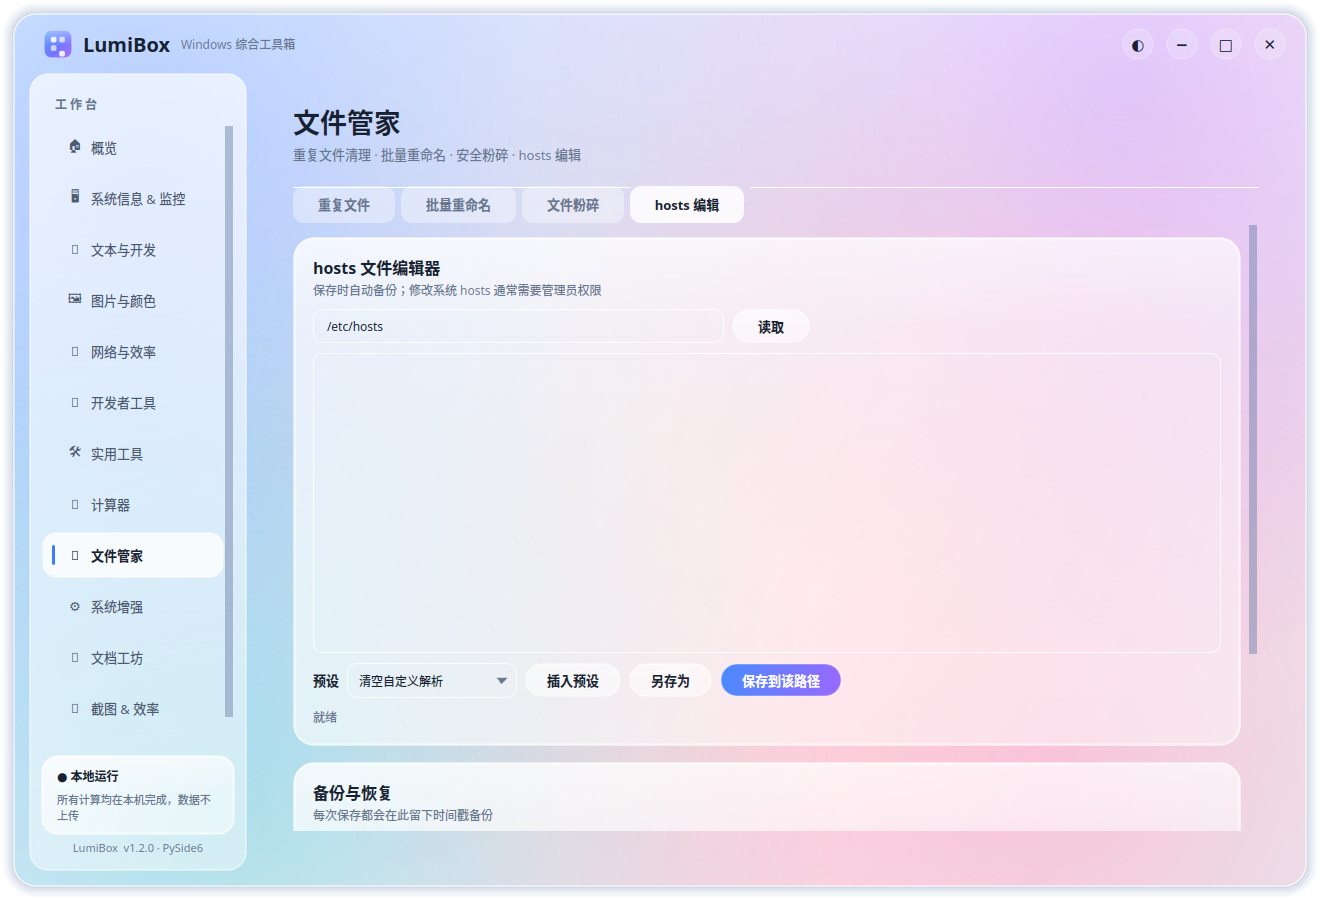 LumiBox Windows 综合工具箱
工作台
概览
系统信息 & 监控
文本与开发
图片与颜色
网络与效率
开发者工具
实用工具
计算器
文件管家
系统增强
文档工坊
截图 & 效率
● 本地运行
所有计算均在本机完成，数据不
上传
LumiBox v1.2.0 · PySide6
文件管家
重复文件清理 · 批量重命名 · 安全粉碎 · hosts 编辑
重复文件 批量重命名 文件粉碎 hosts 编辑
hosts 文件编辑器
保存时自动备份；修改系统 hosts 通常需要管理员权限
/etc/hosts 读取
预设 清空自定义解析 插入预设 另存为 保存到该路径
就绪
备份与恢复
每次保存都会在此留下时间戳备份